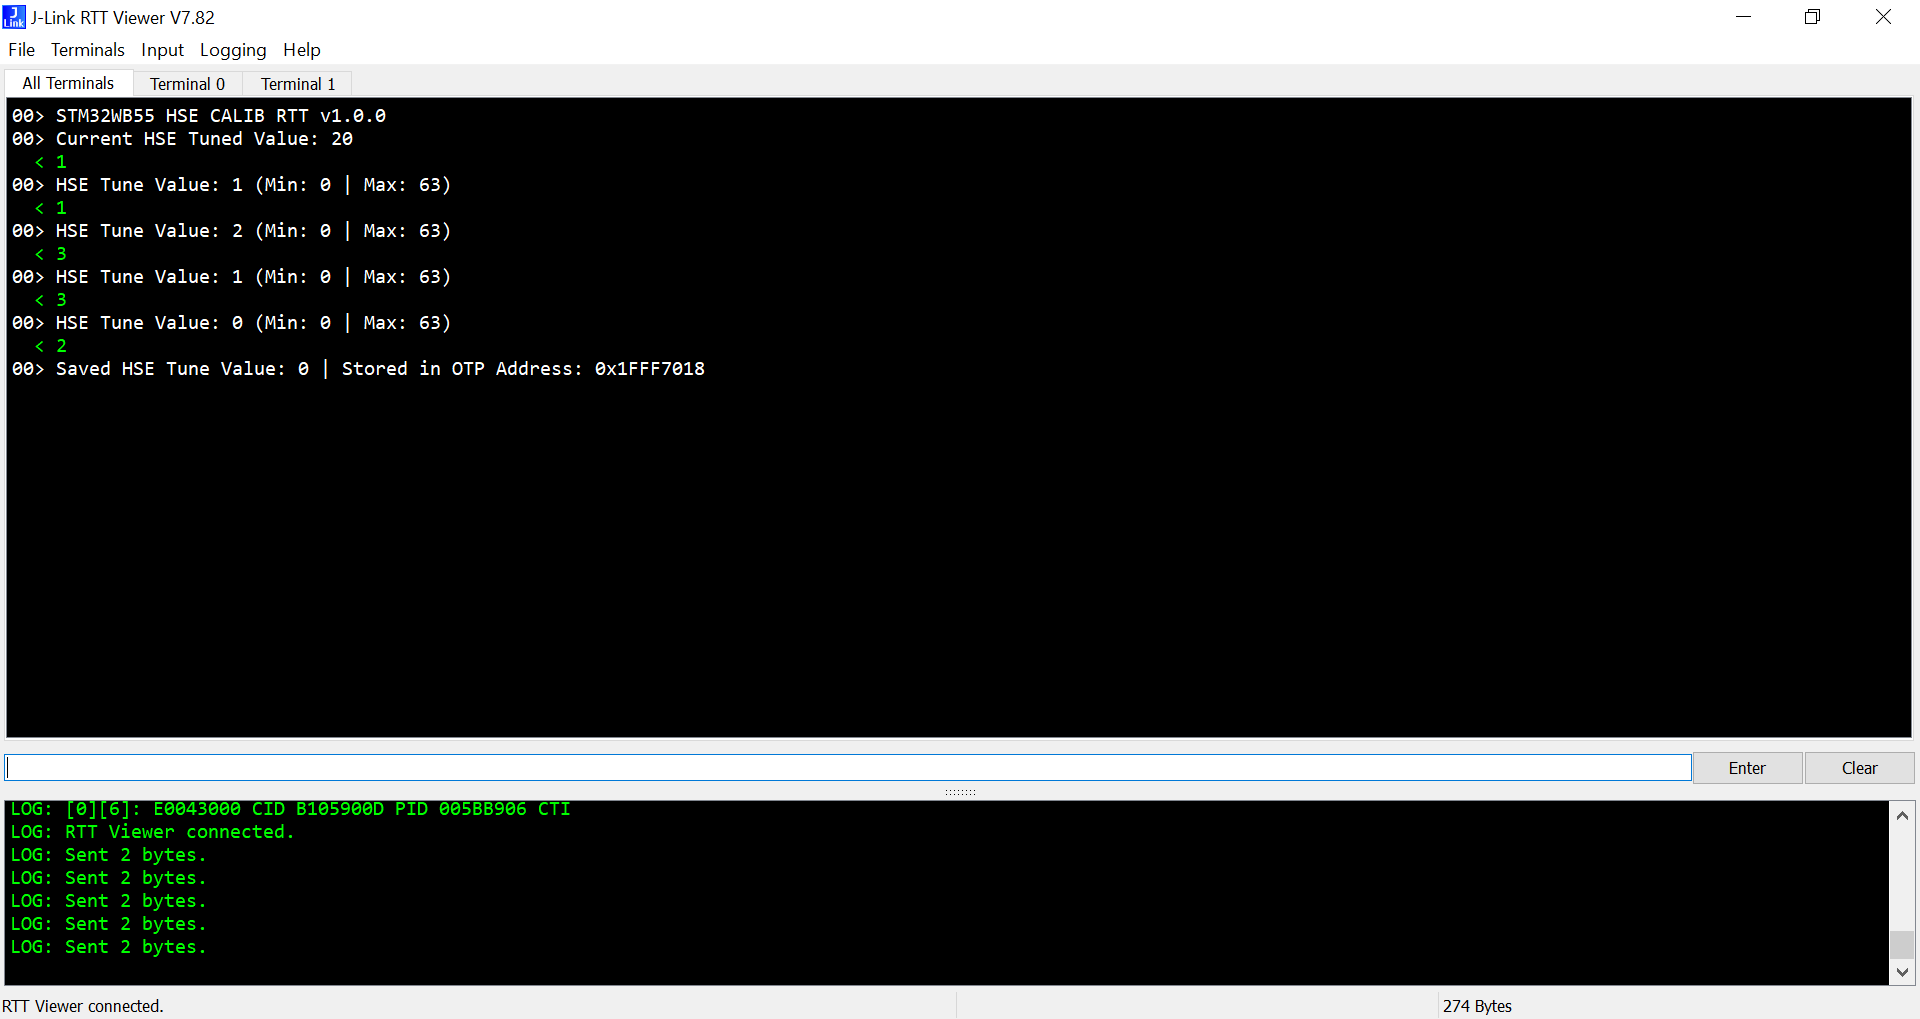 J-Link RTT Viewer V7.82
File Terminals Input Logging Help
All Terminals Terminal 0 Terminal 1
00> STM32WB55 HSE CALIB RTT v1.0.0
00> Current HSE Tuned Value: 20
< 1
00> HSE Tune Value: 1 (Min: 0 | Max: 63)
< 1
00> HSE Tune Value: 2 (Min: 0 | Max: 63)
< 3
00> HSE Tune Value: 1 (Min: 0 | Max: 63)
< 3
00> HSE Tune Value: 0 (Min: 0 | Max: 63)
< 2
00> Saved HSE Tune Value: 0 | Stored in OTP Address: 0x1FFF7018
Enter Clear
LOG: [0][6]: E0043000 CID B105900D PID 005BB906 CTI
LOG: RTT Viewer connected.
LOG: Sent 2 bytes.
LOG: Sent 2 bytes.
LOG: Sent 2 bytes.
LOG: Sent 2 bytes.
LOG: Sent 2 bytes.
RTT Viewer connected. 274 Bytes